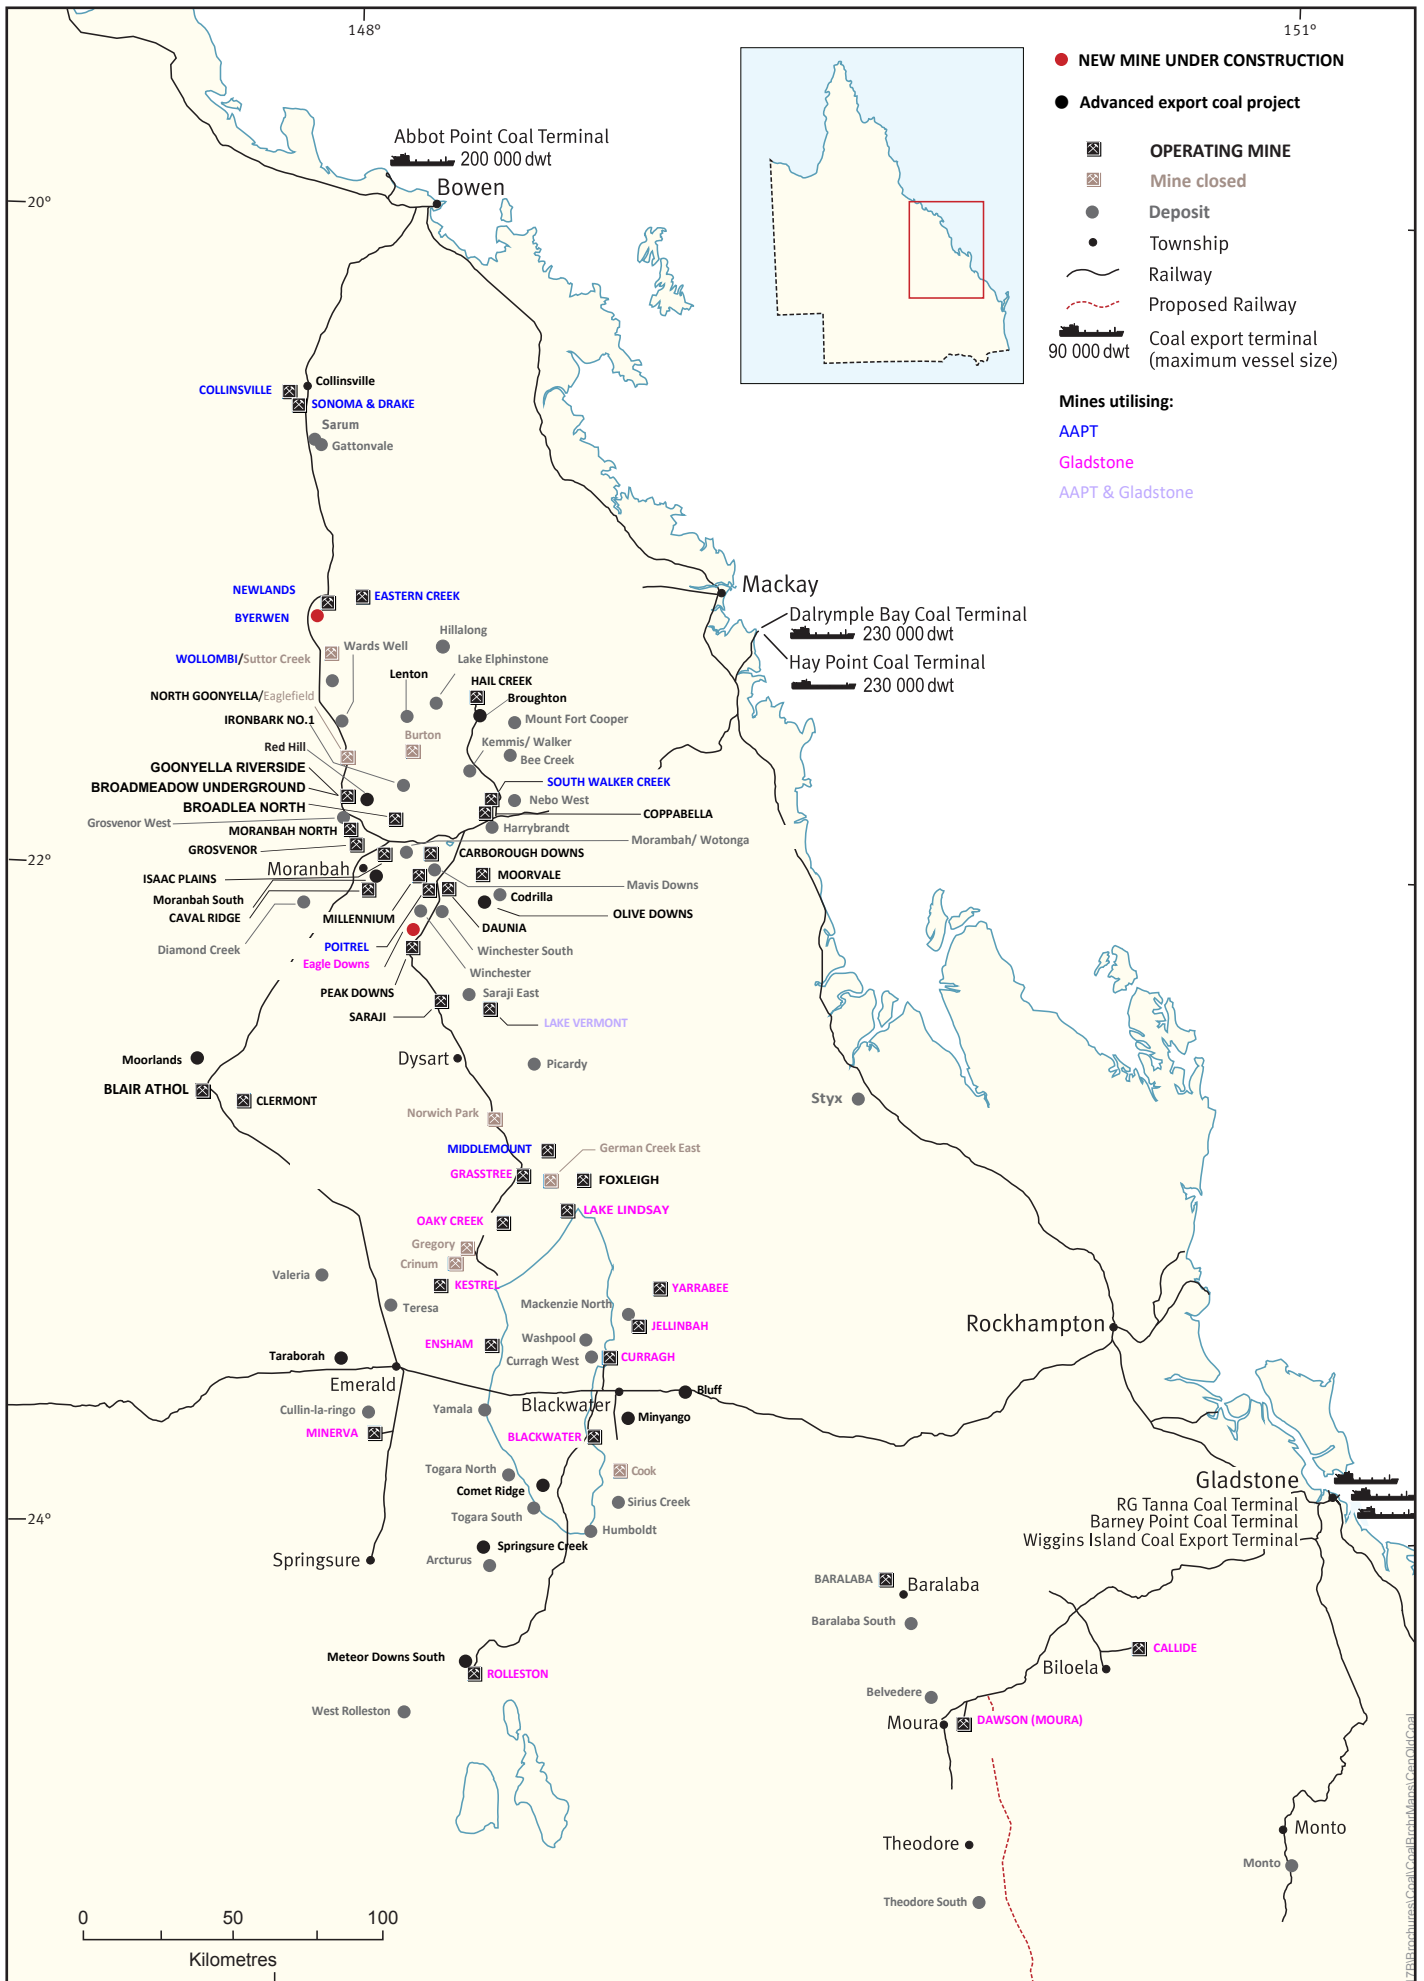 148°
151°
NEW MINE UNDER CONSTRUCTION
Advanced export coal project
OPERATING MINE
Mine closed
Deposit
Township
Railway
Proposed Railway
Coal export terminal
90 000 dwt
(maximum vessel size)
Mines utilising:
AAPT
Gladstone
AAPT & Gladstone
Abbot Point Coal Terminal
200 000 dwt
Bowen
20°
Collinsville
COLLINSVILLE
SONOMA & DRAKE
Sarum
Gattonvale
Mackay
NEWLANDS
EASTERN CREEK
BYERWEN
Dalrymple Bay Coal Terminal
230 000 dwt
Hay Point Coal Terminal
230 000 dwt
Hillalong
Wards Well
WOLLOMBI/Suttor Creek
Lake Elphinstone
Lenton
HAIL CREEK
NORTH GOONYELLA/Eaglefield
Broughton
IRONBARK NO.1
Mount Fort Cooper
Burton
Kemmis/ Walker
Red Hill
Bee Creek
GOONYELLA RIVERSIDE
SOUTH WALKER CREEK
BROADMEADOW UNDERGROUND
Nebo West
BROADLEA NORTH
COPPABELLA
Grosvenor West
Harrybrandt
MORANBAH NORTH
Morambah/ Wotonga
GROSVENOR
CARBOROUGH DOWNS
22°
Moranbah
MOORVALE
ISAAC PLAINS
Mavis Downs
Moranbah South
Codrilla
CAVAL RIDGE
MILLENNIUM
OLIVE DOWNS
DAUNIA
Diamond Creek
POITREL
Winchester South
Eagle Downs
Winchester
PEAK DOWNS
Saraji East
SARAJI
LAKE VERMONT
Moorlands
Dysart
Picardy
BLAIR ATHOL
CLERMONT
Styx
Norwich Park
MIDDLEMOUNT
German Creek East
GRASSTREE
FOXLEIGH
LAKE LINDSAY
OAKY CREEK
Gregory
Crinum
Valeria
KESTREL
YARRABEE
Teresa
Mackenzie North
JELLINBAH
Rockhampton
Washpool
ENSHAM
Curragh West
CURRAGH
Taraborah
Emerald
Bluff
Blackwater
Cullin-la-ringo
Yamala
Minyango
MINERVA
BLACKWATER
Togara North
Cook
Comet Ridge
Sirius Creek
Togara South
Humboldt
Gladstone
RG Tanna Coal Terminal
Barney Point Coal Terminal
Wiggins Island Coal Export Terminal
24°
Springsure Creek
Springsure
Arcturus
BARALABA
Baralaba
Baralaba South
CALLIDE
Meteor Downs South
Biloela
ROLLESTON
Belvedere
West Rolleston
Moura
DAWSON (MOURA)
Theodore
Monto
Monto
Theodore South
0
50
100
Kilometres
7B\Brochures\Coal\CoalBrchrMaps\CenQldCoal